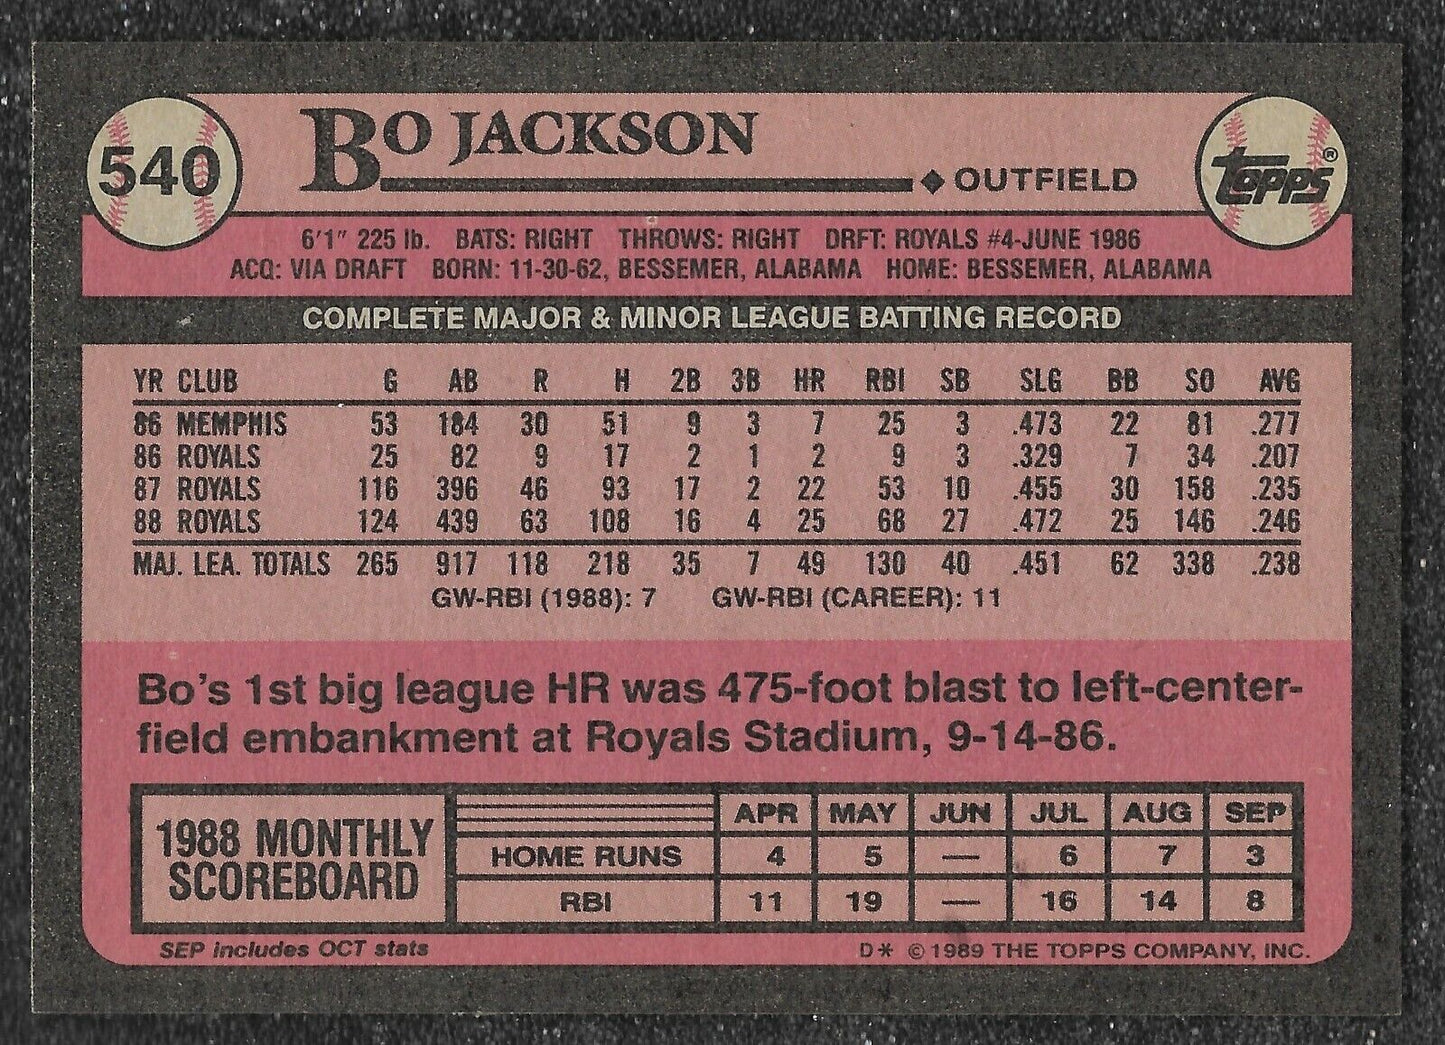 540
BO JACKSON
◆ OUTFIELD
topps®
6'1" 225 lb. BATS: RIGHT THROWS: RIGHT DRFT: ROYALS #4-JUNE 1986
ACQ: VIA DRAFT BORN: 11-30-62, BESSEMER, ALABAMA HOME: BESSEMER, ALABAMA
COMPLETE MAJOR & MINOR LEAGUE BATTING RECORD
YR CLUB G AB R H 2B 3B HR RBI SB SLG BB SO AVG
86 MEMPHIS 53 184 30 51 9 3 7 25 3 .473 22 81 .277
86 ROYALS 25 82 9 17 2 1 2 9 3 .329 7 34 .207
87 ROYALS 116 396 46 93 17 2 22 53 10 .455 30 158 .235
88 ROYALS 124 439 63 108 16 4 25 68 27 .472 25 146 .246
MAJ. LEA. TOTALS 265 917 118 218 35 7 49 130 40 .451 62 338 .238
GW-RBI (1988): 7 GW-RBI (CAREER): 11
Bo's 1st big league HR was 475-foot blast to left-center-
field embankment at Royals Stadium, 9-14-86.
1988 MONTHLY
SCOREBOARD
APR MAY JUN JUL AUG SEP
HOME RUNS 4 5 — 6 7 3
RBI 11 19 — 16 14 8
SEP includes OCT stats
D* © 1989 THE TOPPS COMPANY, INC.